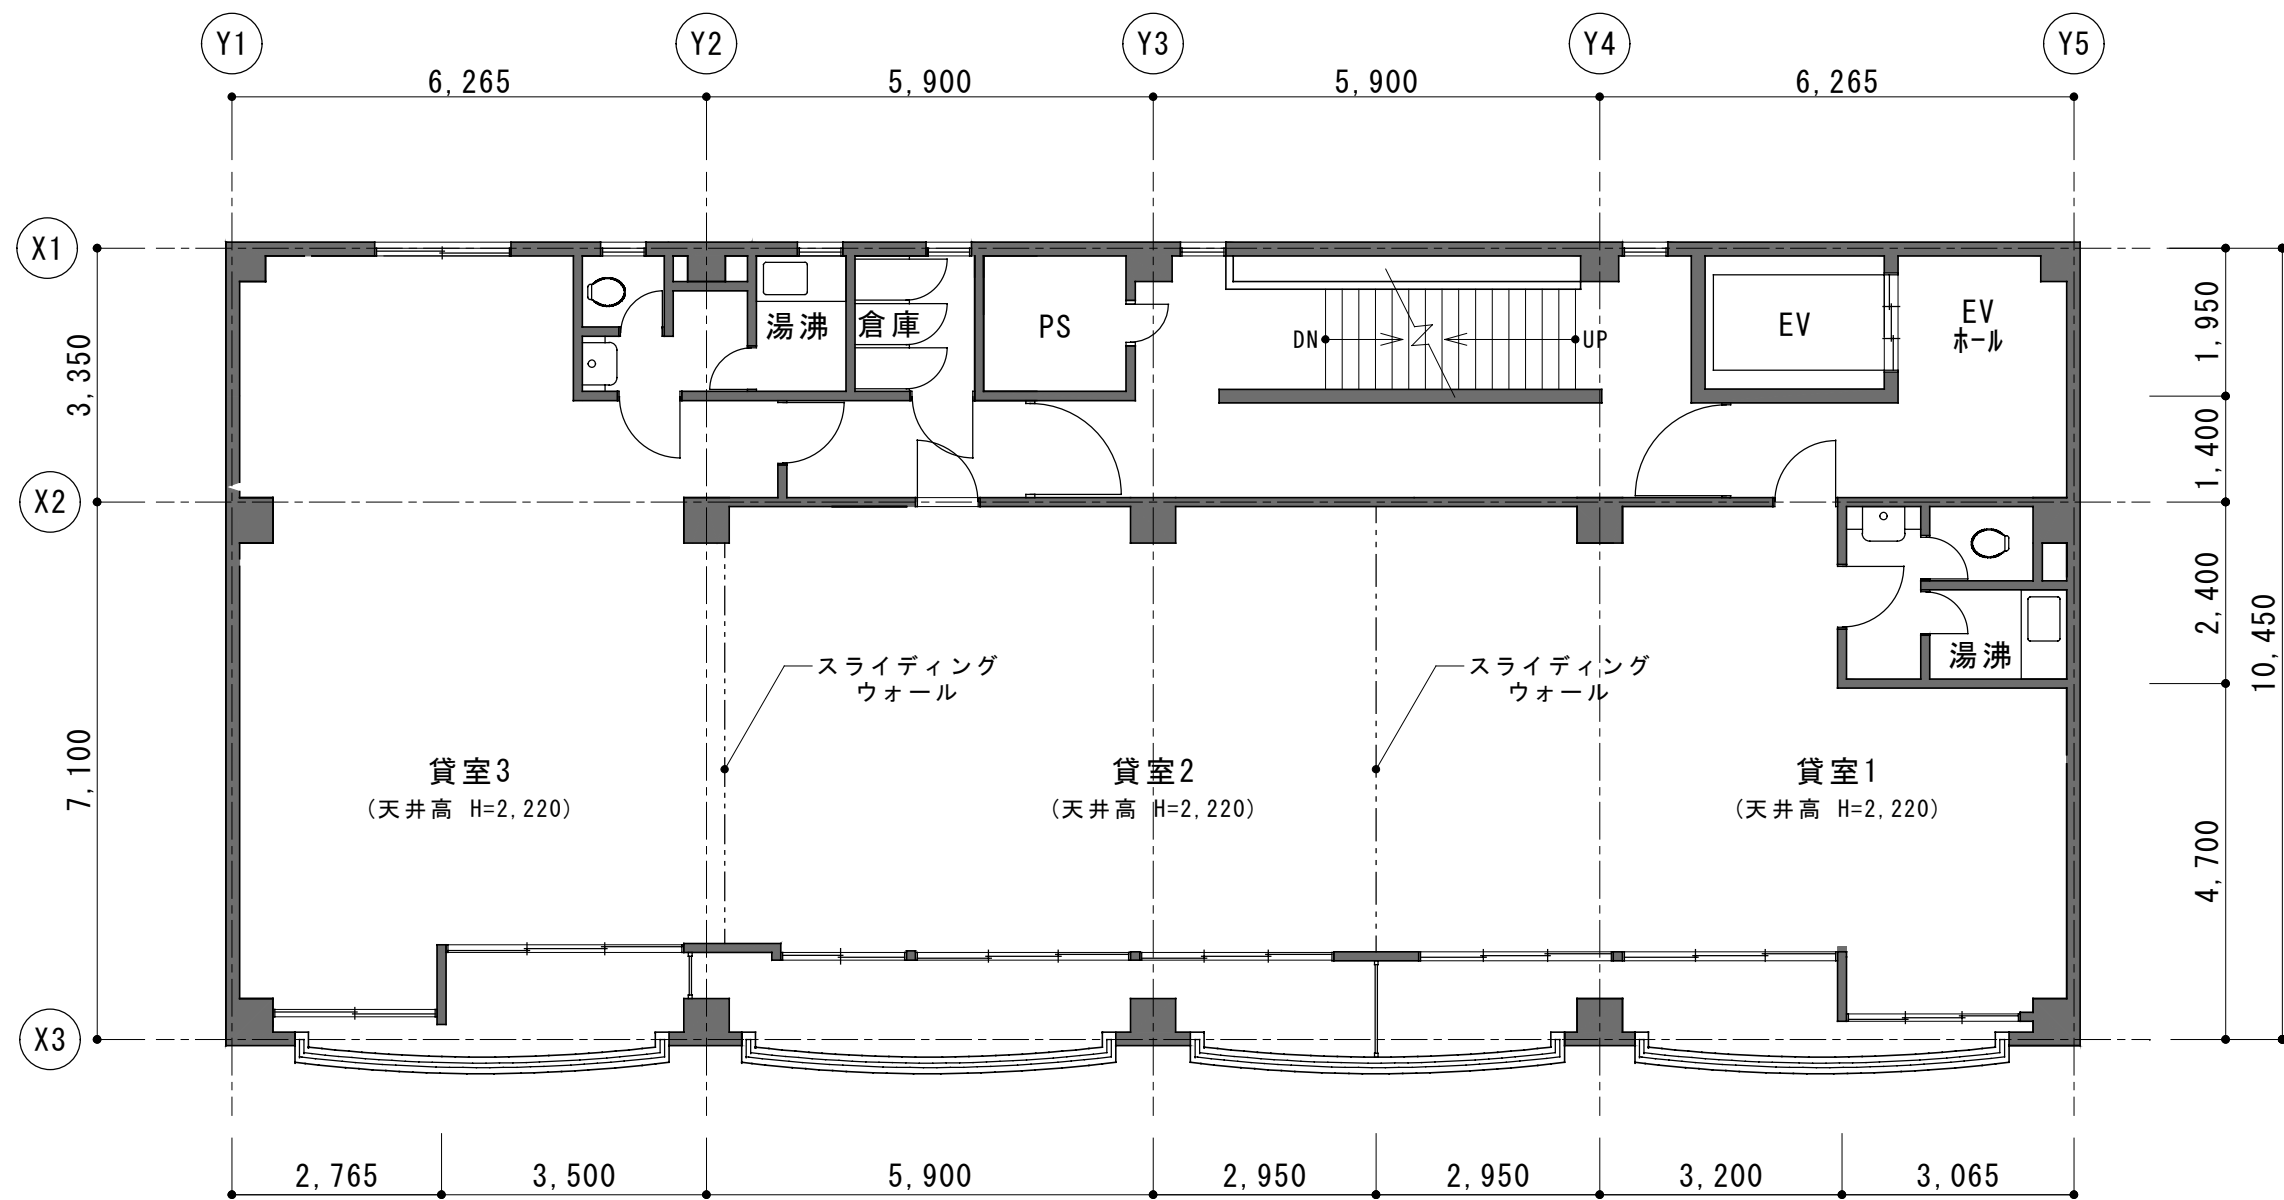 Y1
Y2
Y3
Y4
Y5
6,265
5,900
5,900
6,265
X1
X2
X3
3,350
7,100
1,950
1,400
2,400
4,700
10,450
湯沸
倉庫
PS
DN
UP
EV
EV
ホール
湯沸
スライディング
ウォール
スライディング
ウォール
貸室3
(天井高 H=2,220)
貸室2
(天井高 H=2,220)
貸室1
(天井高 H=2,220)
2,765
3,500
5,900
2,950
2,950
3,200
3,065